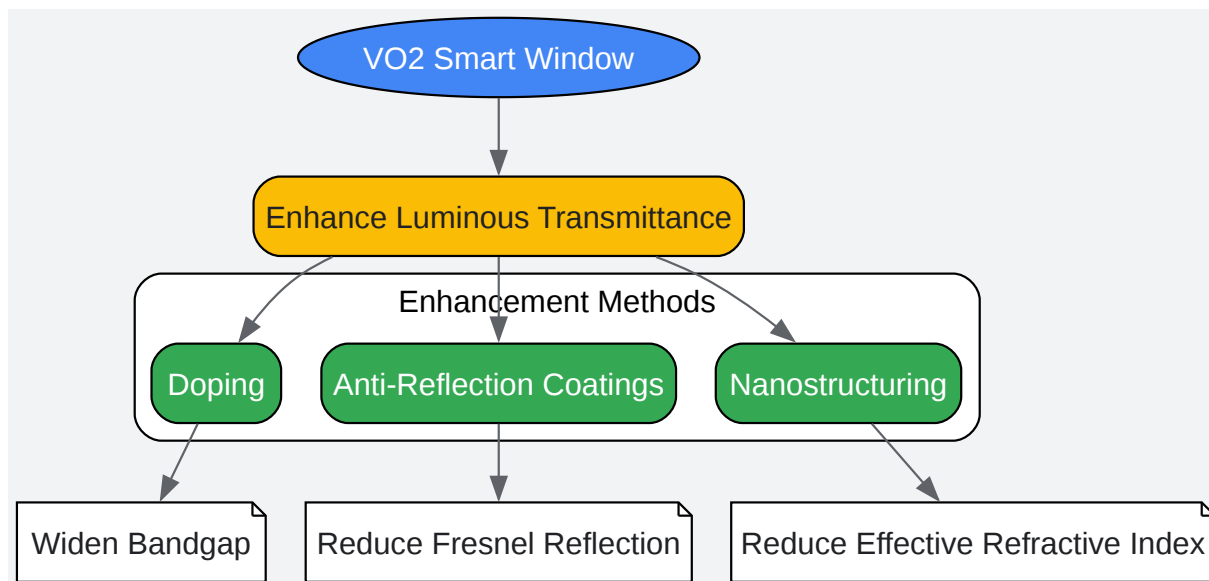 VO2 Smart Window
Enhance Luminous Transmittance
Enhancement Methods
Doping
Anti-Reflection Coatings
Nanostructuring
Widen Bandgap
Reduce Fresnel Reflection
Reduce Effective Refractive Index